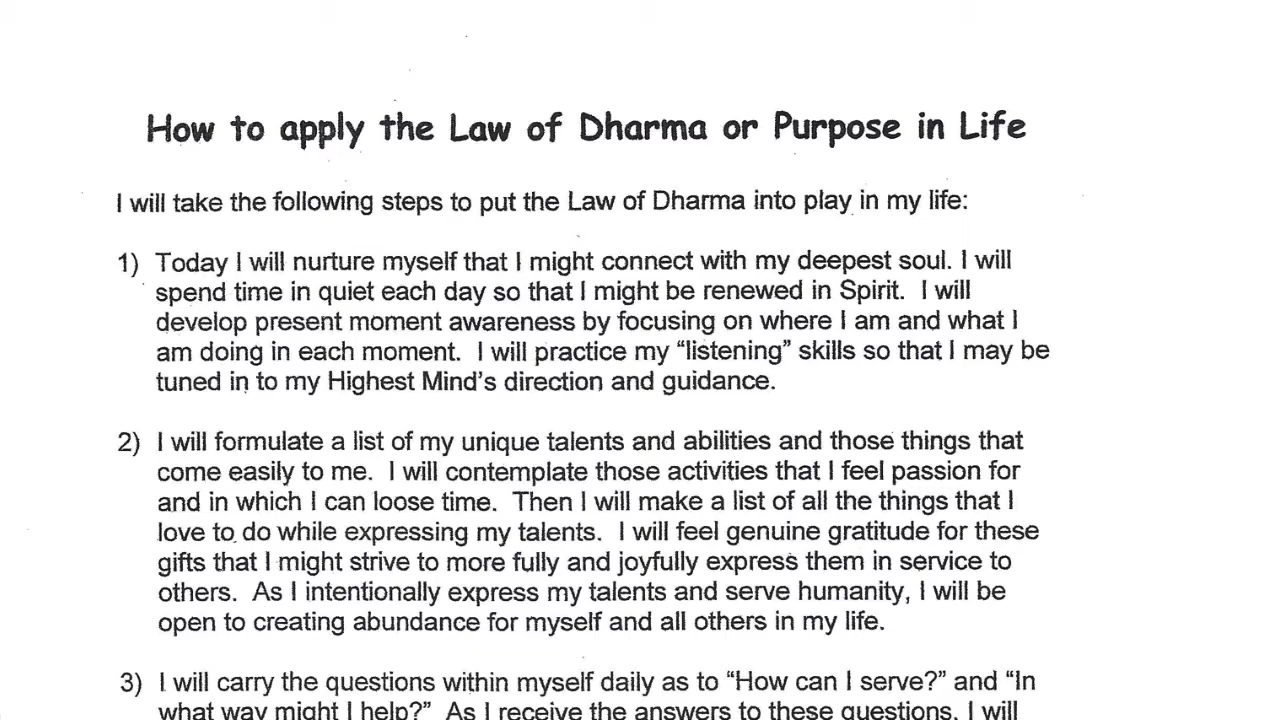 How to apply the Law of Dharma or Purpose in Life
I will take the following steps to put the Law of Dharma into play in my life:
1) Today I will nurture myself that I might connect with my deepest soul. I will
spend time in quiet each day so that I might be renewed in Spirit. I will
develop present moment awareness by focusing on where I am and what I
am doing in each moment. I will practice my “listening” skills so that I may be
tuned in to my Highest Mind’s direction and guidance.
2) I will formulate a list of my unique talents and abilities and those things that
come easily to me. I will contemplate those activities that I feel passion for
and in which I can loose time. Then I will make a list of all the things that I
love to do while expressing my talents. I will feel genuine gratitude for these
gifts that I might strive to more fully and joyfully express them in service to
others. As I intentionally express my talents and serve humanity, I will be
open to creating abundance for myself and all others in my life.
3) I will carry the questions within myself daily as to “How can I serve?” and “In
what way might I help?” As I receive the answers to these questions, I will